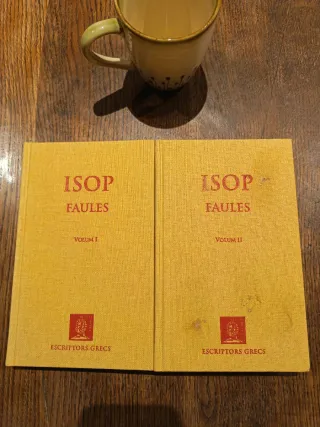 ISOP
FAULES
VOLUM I
ESCRIPTORS GRECS
ISOP
FAULES
VOLUM II
ESCRIPTORS GRECS